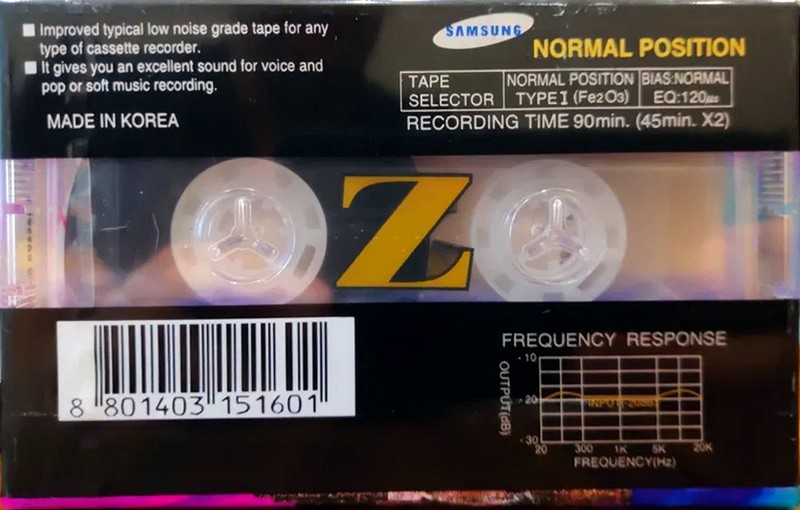 ■ Improved typical low noise grade tape for any
type of cassette recorder.
■ It gives you an excellent sound for voice and
pop or soft music recording.
MADE IN KOREA
SAMSUNG
NORMAL POSITION
TAPE SELECTOR
NORMAL POSITION TYPE I (Fe2O3)
BIAS:NORMAL EQ:120μs
RECORDING TIME 90min. (45min. X2)
Z
8 801403 151601
FREQUENCY RESPONSE
OUTPUT(dB)
-10
-20
-30
INPUT(-20dB)
20 300 1K 5K 20K
FREQUENCY(Hz)